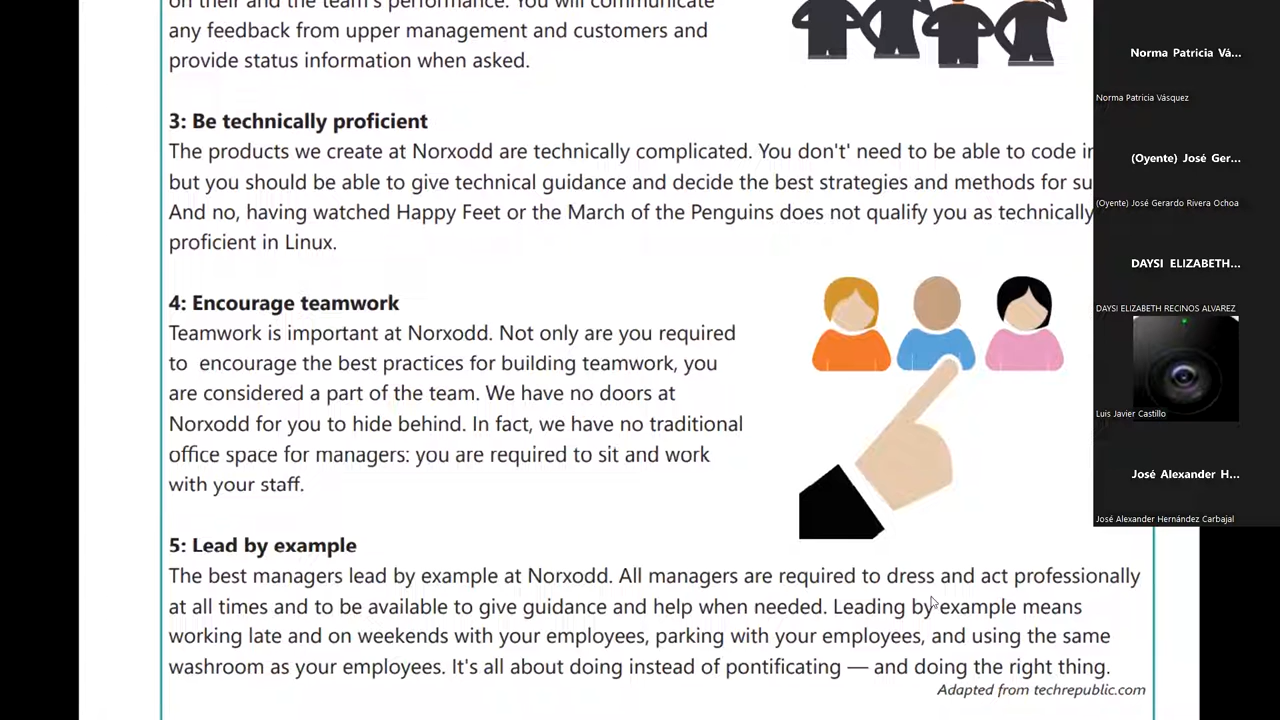 on their and the team's performance. You will communicate
any feedback from upper management and customers and
provide status information when asked.
3: Be technically proficient
The products we create at Norxodd are technically complicated. You don't' need to be able to code in
but you should be able to give technical guidance and decide the best strategies and methods for su
And no, having watched Happy Feet or the March of the Penguins does not qualify you as technically
proficient in Linux.
4: Encourage teamwork
Teamwork is important at Norxodd. Not only are you required
to encourage the best practices for building teamwork, you
are considered a part of the team. We have no doors at
Norxodd for you to hide behind. In fact, we have no traditional
office space for managers: you are required to sit and work
with your staff.
5: Lead by example
The best managers lead by example at Norxodd. All managers are required to dress and act professionally
at all times and to be available to give guidance and help when needed. Leading by example means
working late and on weekends with your employees, parking with your employees, and using the same
washroom as your employees. It's all about doing instead of pontificating — and doing the right thing.
Adapted from techrepublic.com
Norma Patricia Vá...
Norma Patricia Vásquez
(Oyente) José Ger...
(Oyente) José Gerardo Rivera Ochoa
DAYSI ELIZABETH...
DAYSI ELIZABETH RECINOS ALVAREZ
Luis Javier Castillo
José Alexander H...
José Alexander Hernández Carbajal